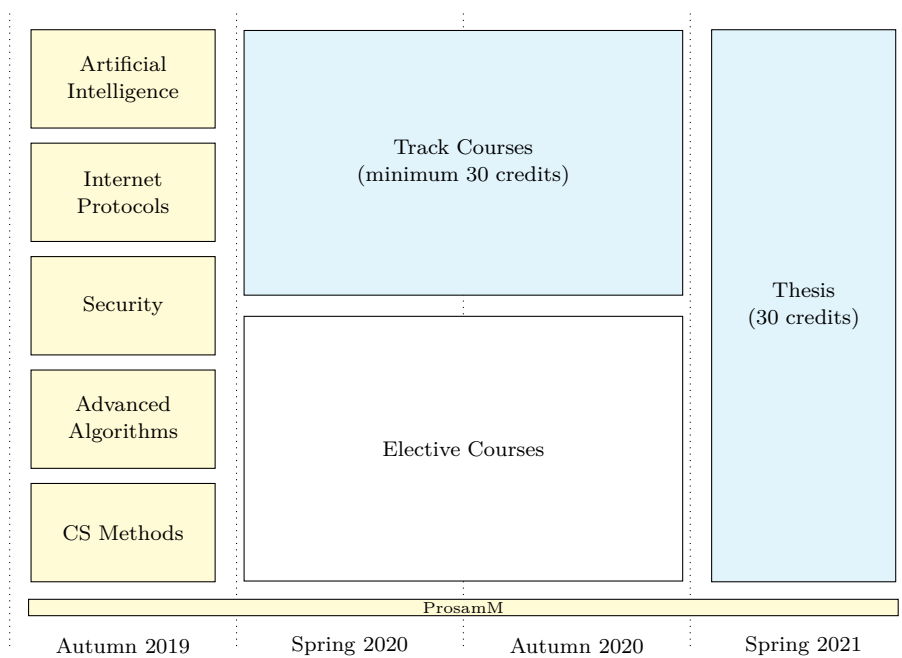 Artificial
Intelligence
Internet
Protocols
Security
Advanced
Algorithms
CS Methods
Track Courses
(minimum 30 credits)
Elective Courses
Thesis
(30 credits)
ProsamM
Autumn 2019
Spring 2020
Autumn 2020
Spring 2021